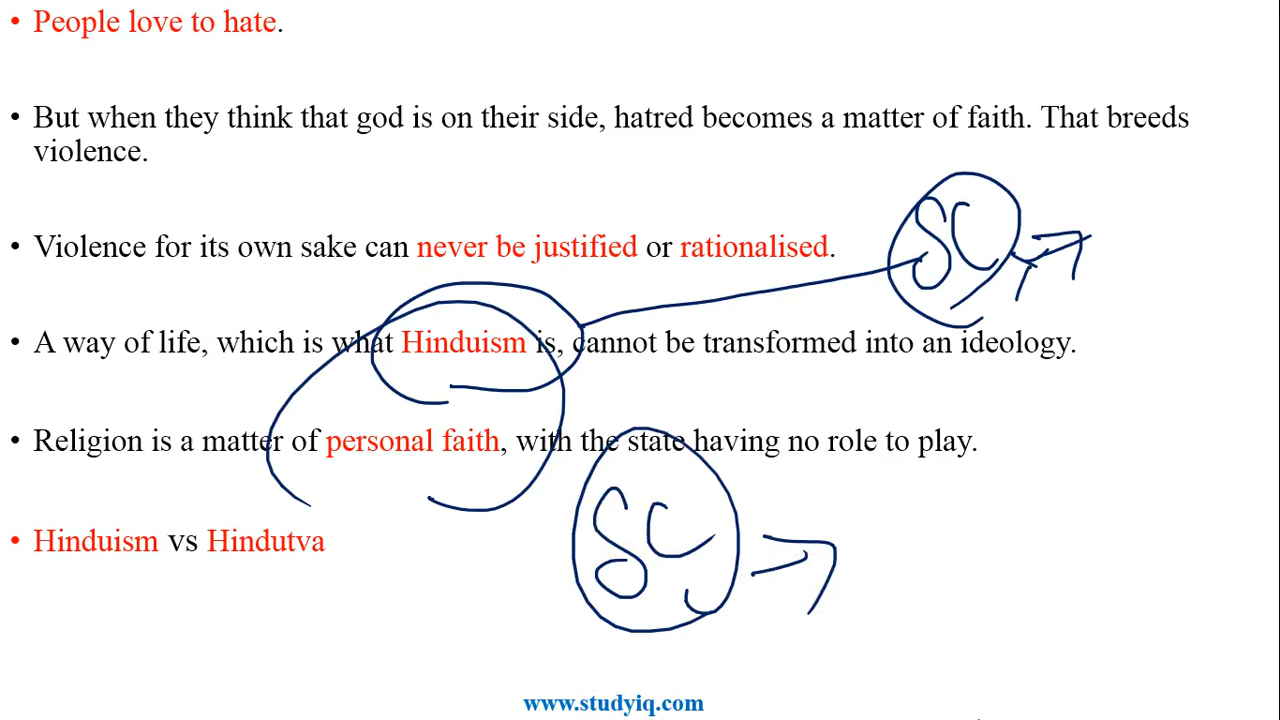 • People love to hate.
• But when they think that god is on their side, hatred becomes a matter of faith. That breeds
violence.
• Violence for its own sake can never be justified or rationalised.
SC
• A way of life, which is what Hinduism is, cannot be transformed into an ideology.
• Religion is a matter of personal faith, with the state having no role to play.
• Hinduism vs Hindutva
SC
www.studyiq.com